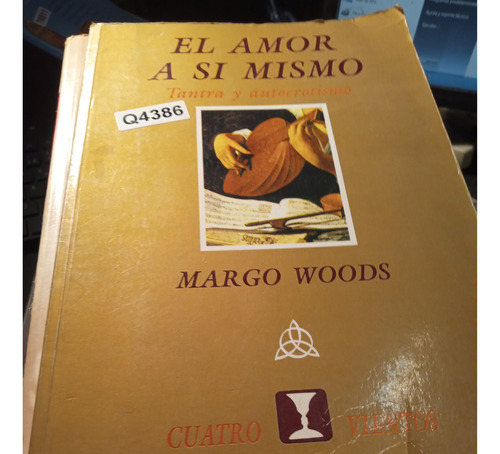 EL AMOR
A SI MISMO
Tantra y autoerotismo
Q4386
MARGO WOODS
CUATRO VIENTOS